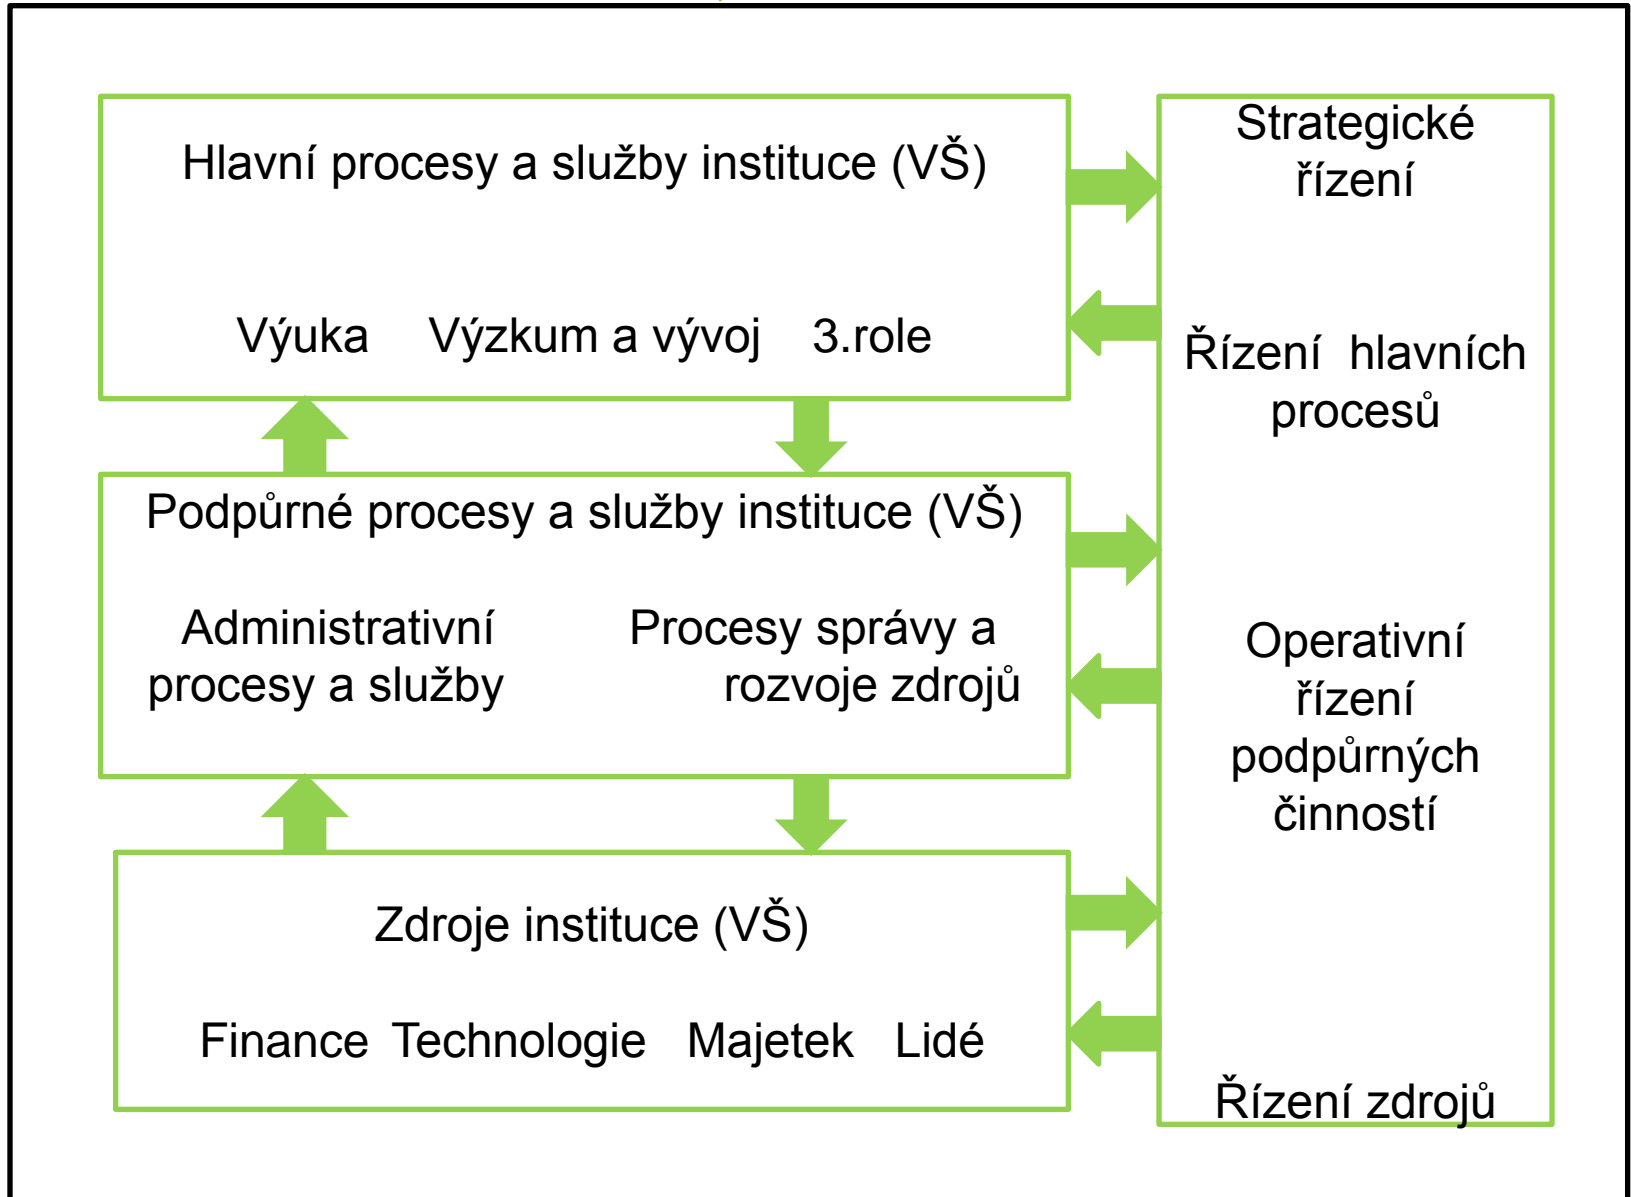 Hlavní procesy a služby instituce (VŠ)
Výuka Výzkum a vývoj 3.role
Podpůrné procesy a služby instituce (VŠ)
Administrativní
procesy a služby
Procesy správy a
rozvoje zdrojů
Zdroje instituce (VŠ)
Finance Technologie Majetek Lidé
Strategické
řízení
Řízení hlavních
procesů
Operativní
řízení
podpůrných
činností
Řízení zdrojů